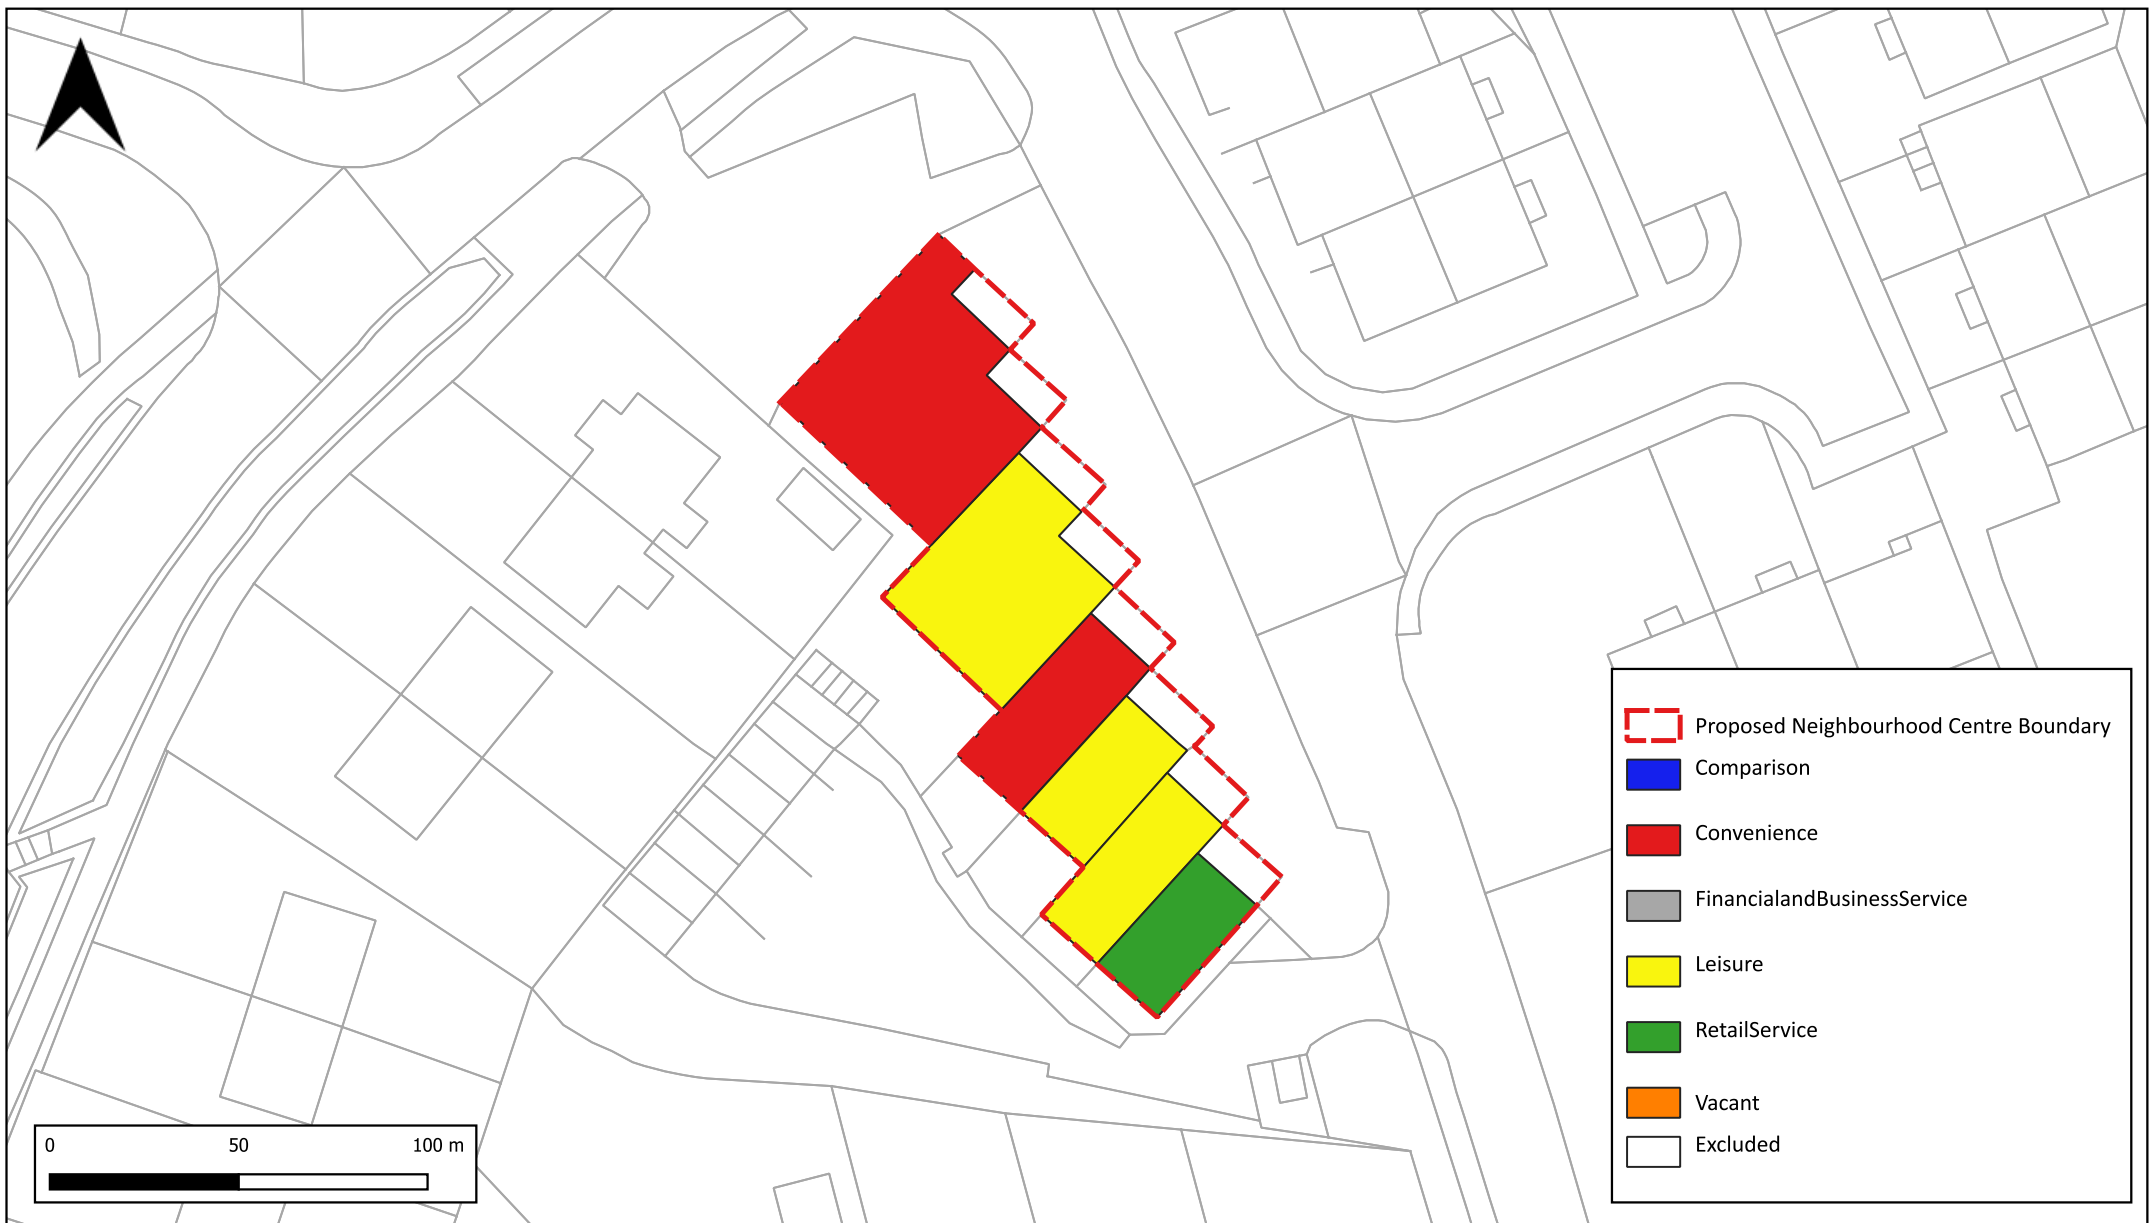 Proposed Neighbourhood Centre Boundary
Comparison
Convenience
FinancialandBusinessService
Leisure
RetailService
Vacant
Excluded
0 50 100 m